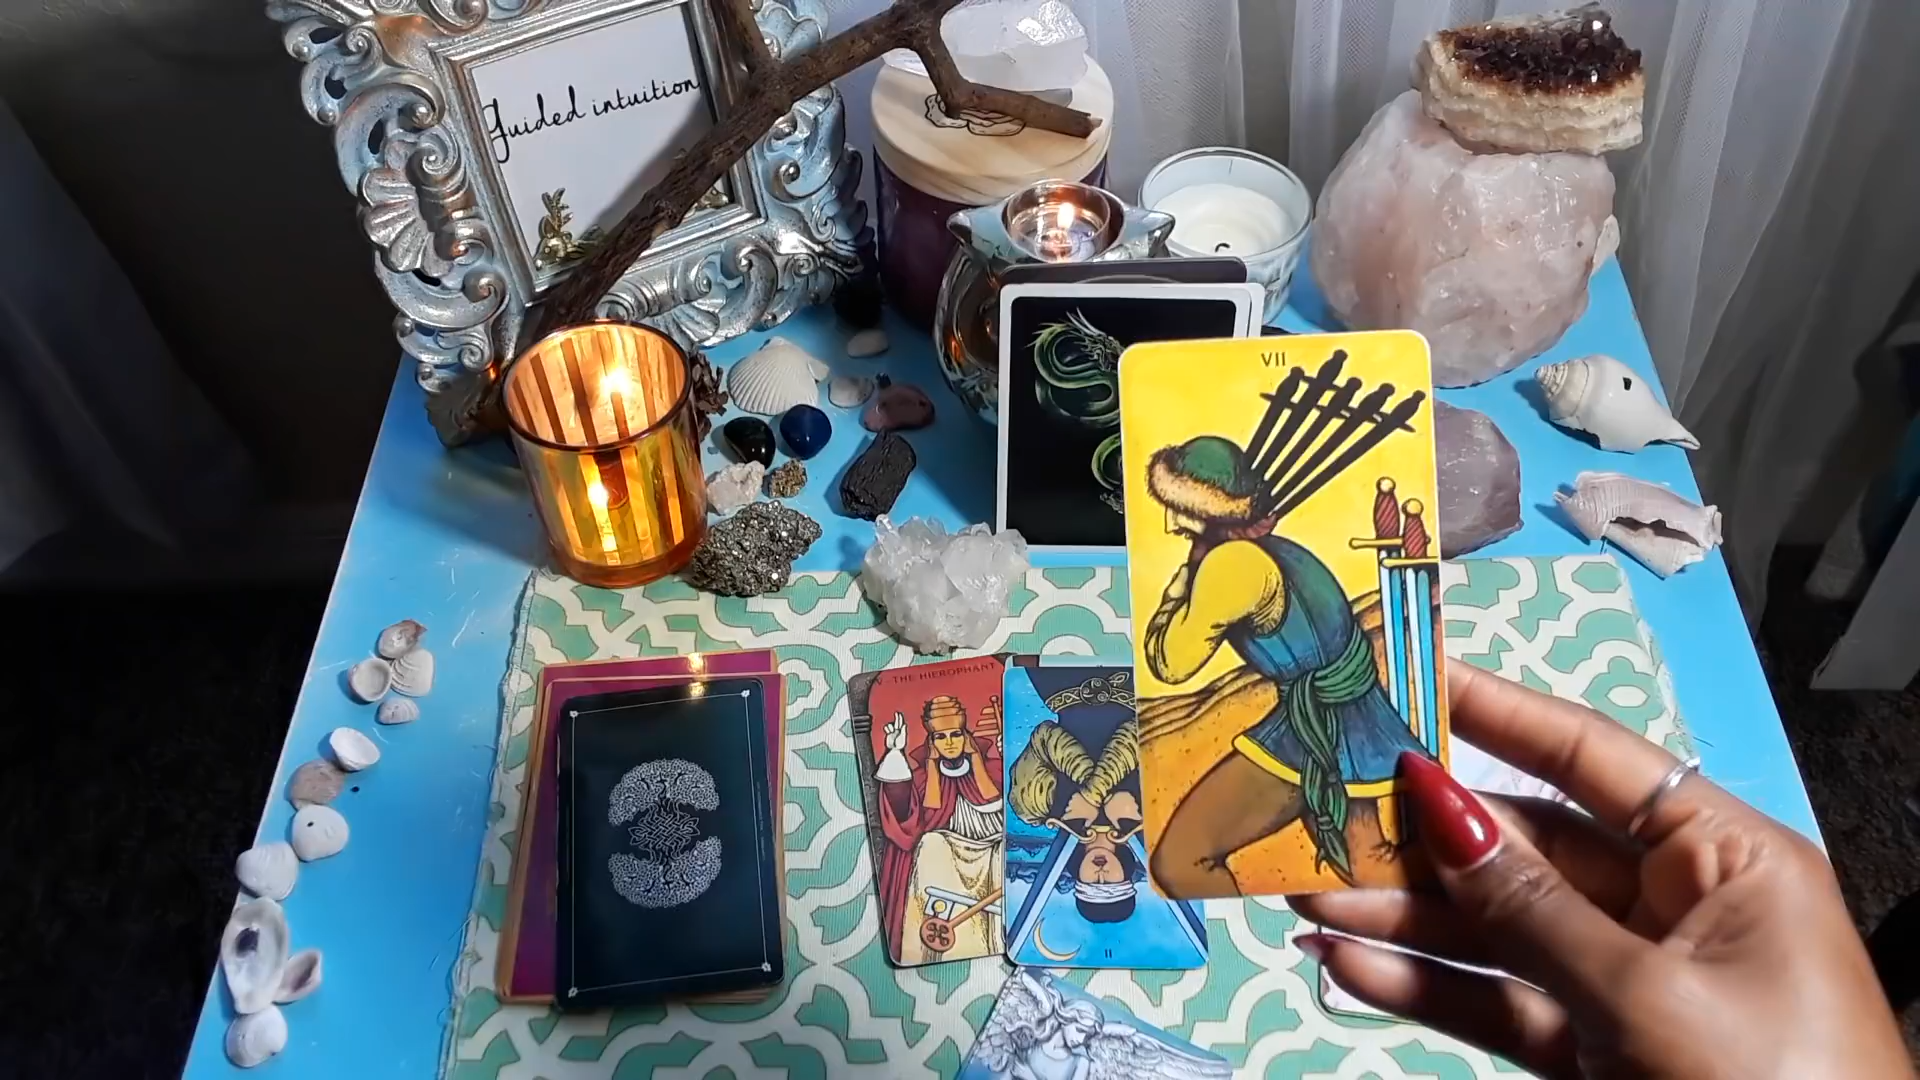 Guided intuition
VII
V - THE HIEROPHANT
II